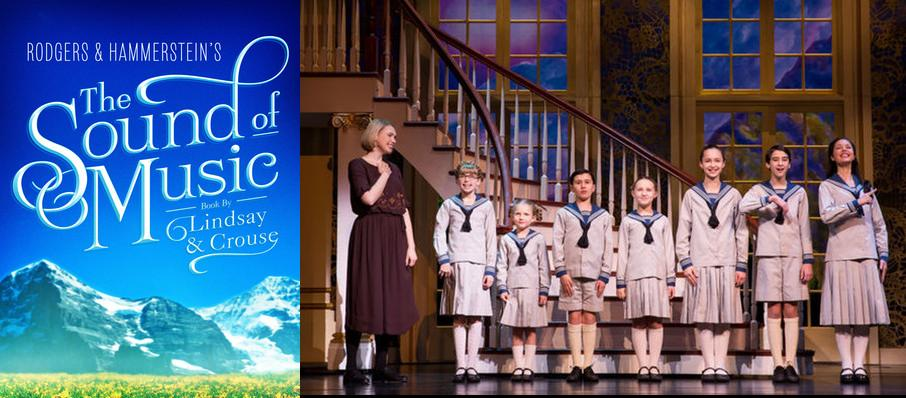 RODGERS & HAMMERSTEIN'S
The
Sound of
Music
Book By
Lindsay
& Crouse